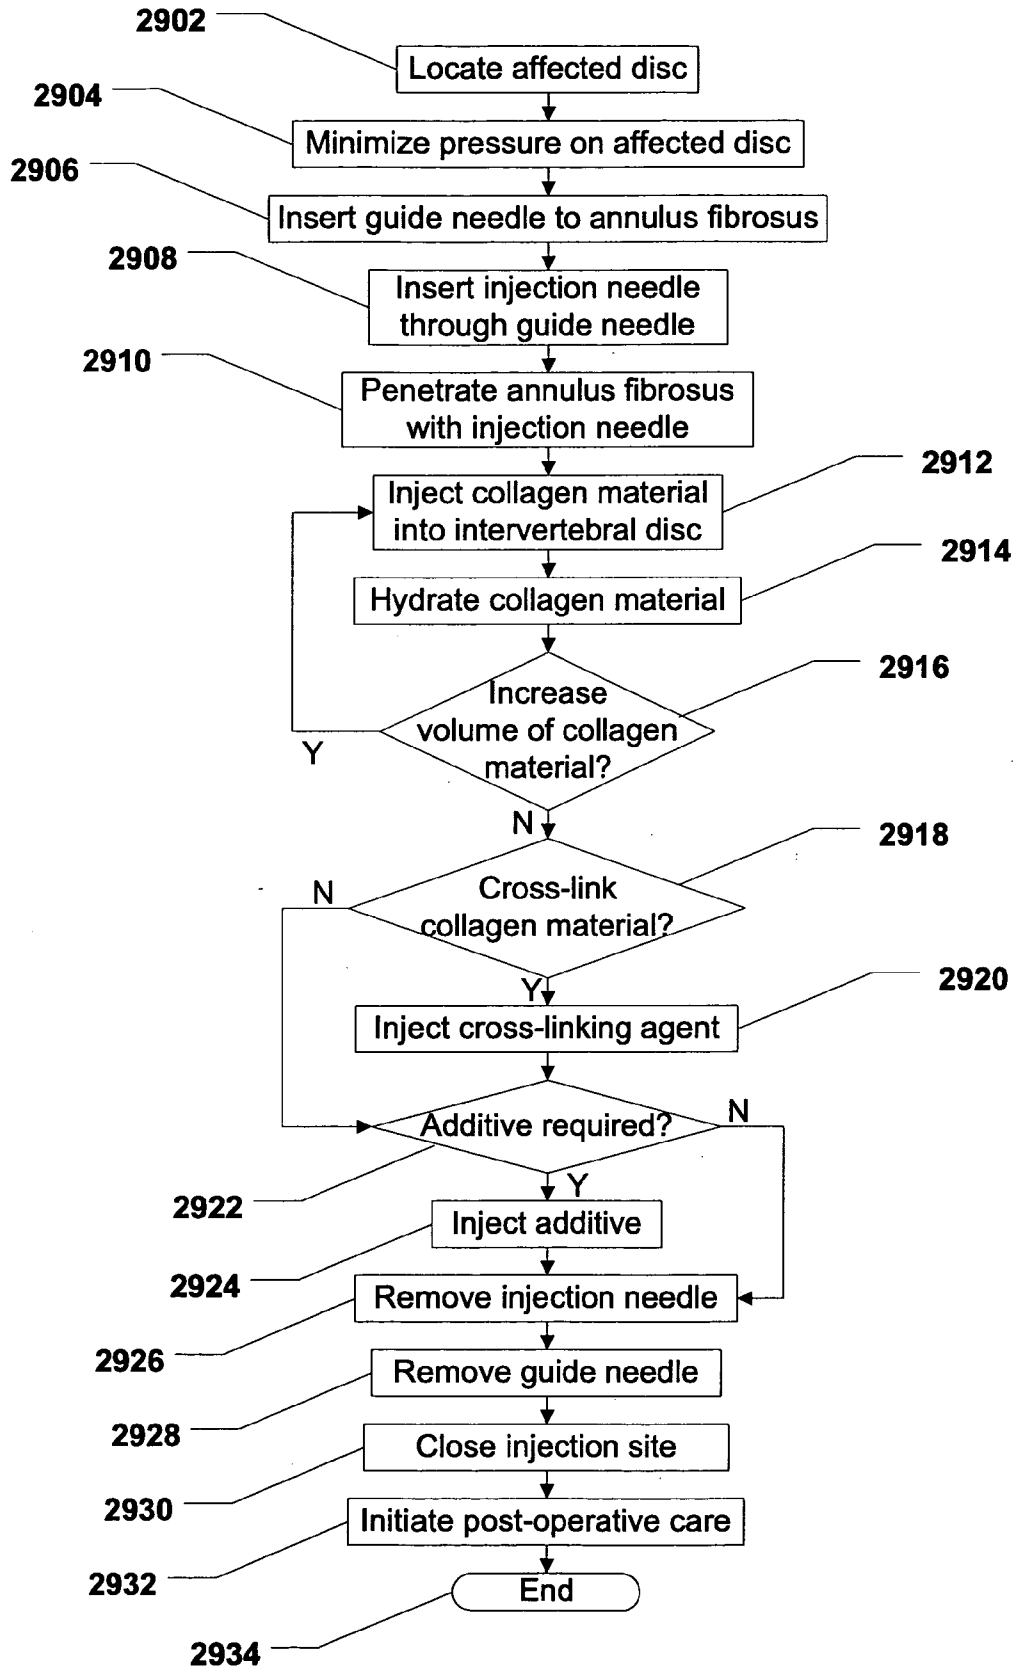 2902
Locate affected disc
2904
Minimize pressure on affected disc
2906
Insert guide needle to annulus fibrosus
2908
Insert injection needle
through guide needle
2910
Penetrate annulus fibrosus
with injection needle
2912
Inject collagen material
into intervertebral disc
2914
Hydrate collagen material
2916
Increase
volume of collagen
material?
Y
N
2918
Cross-link
collagen material?
N
Y
2920
Inject cross-linking agent
Additive required?
N
2922
Y
Inject additive
2924
Remove injection needle
2926
Remove guide needle
2928
Close injection site
2930
Initiate post-operative care
2932
End
2934